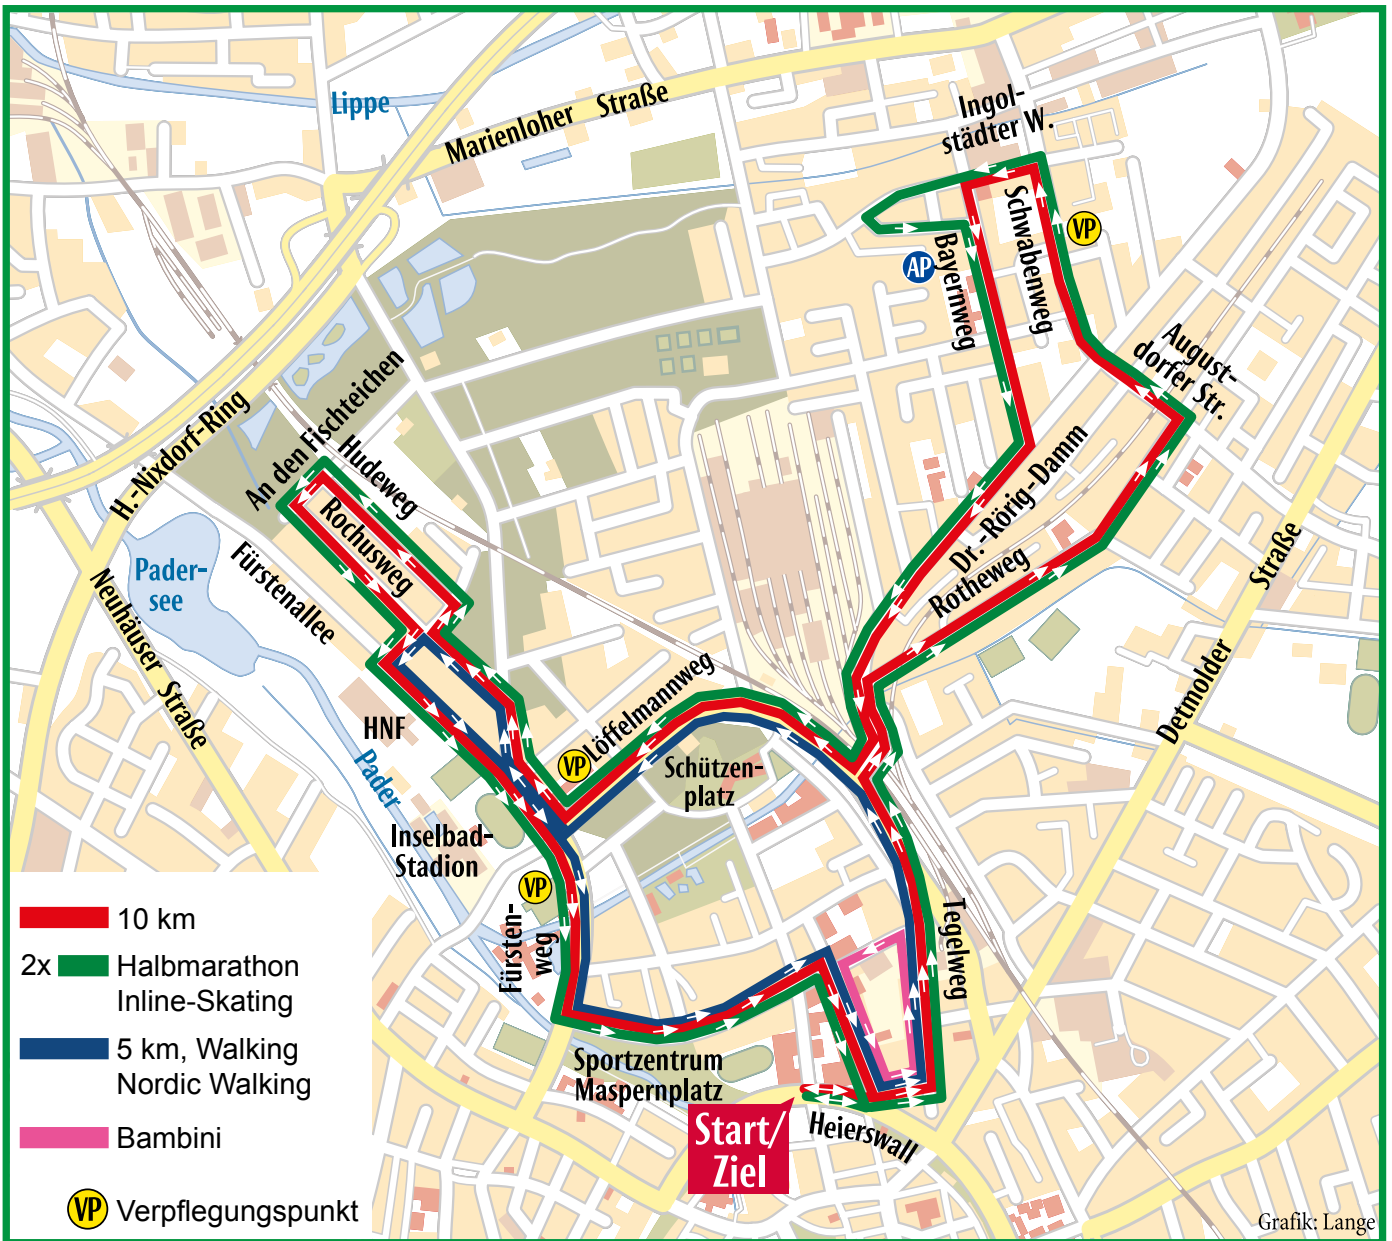 Lippe
Marienloher Straße
Ingol-
städter W.
Schwabenweg
VP
AP
Bayernweg
August-
dorfer Str.
H.-Nixdorf-Ring
An den Fischteichen
Hudeweg
Rochusweg
Dr.-Rörig-Damm
Rotheweg
Pader-
see
Fürstenallee
Neuhäuser Straße
Detmolder Straße
HNF
Pader
VP
Löffelmannweg
Schützen-
platz
Inselbad-
Stadion
VP
Fürsten-
weg
Tegelweg
Sportzentrum
Maspernplatz
Start/
Ziel
Heierswall
10 km
2x Halbmarathon
Inline-Skating
5 km, Walking
Nordic Walking
Bambini
VP Verpflegungspunkt
Grafik: Lange